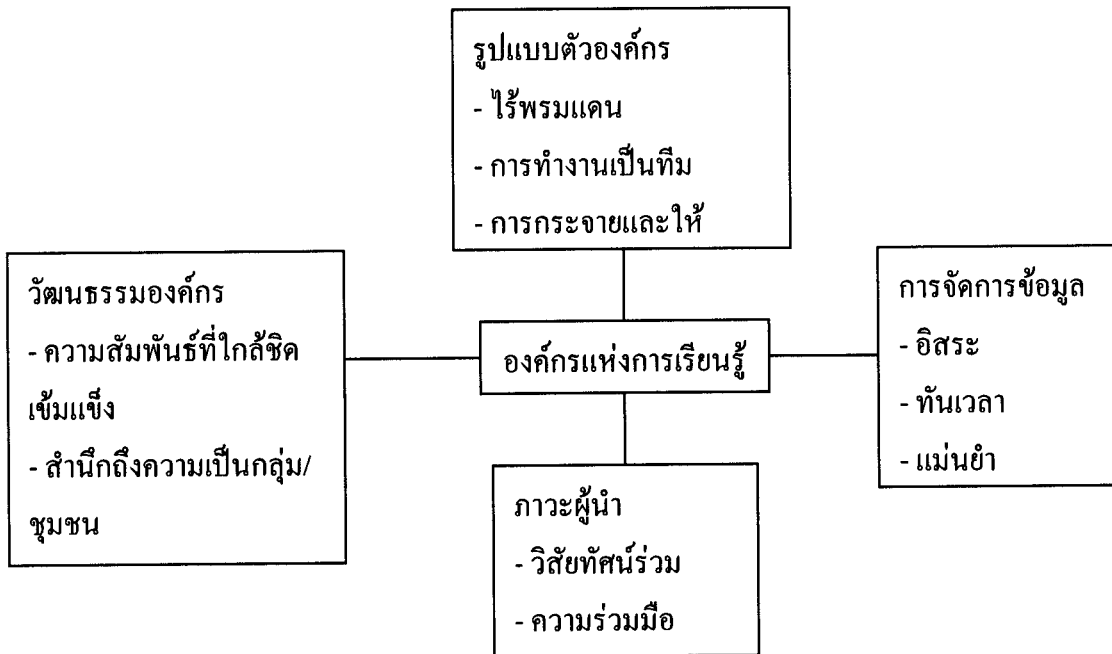 รูปแบบตัวองค์กร
- ไร้พรมแดน
- การทำงานเป็นทีม
- การกระจายและให้
วัฒนธรรมองค์กร
- ความสัมพันธ์ที่ใกล้ชิด
เข้มแข็ง
- สำนึกถึงความเป็นกลุ่ม/
ชุมชน
องค์กรแห่งการเรียนรู้
การจัดการข้อมูล
- อิสระ
- ทันเวลา
- แม่นยำ
ภาวะผู้นำ
- วิสัยทัศน์ร่วม
- ความร่วมมือ